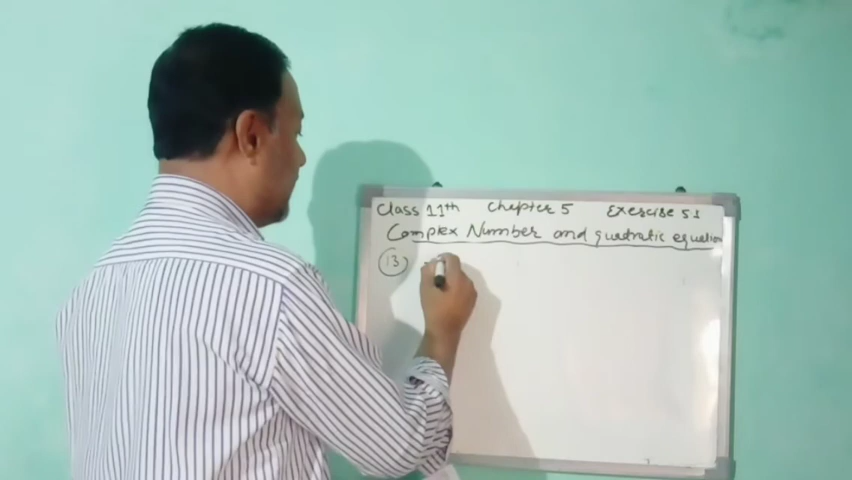 Class 11th Chapter 5 Exercise 5.1
Complex Number and quadratic equation
13)